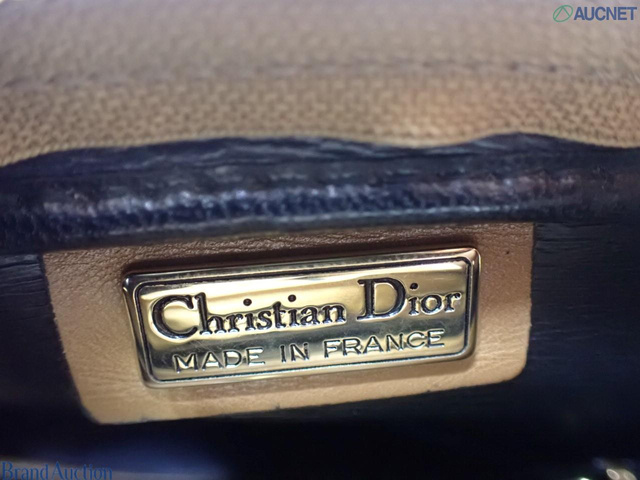 AUCNET
Christian Dior
MADE IN FRANCE
Brand Auction